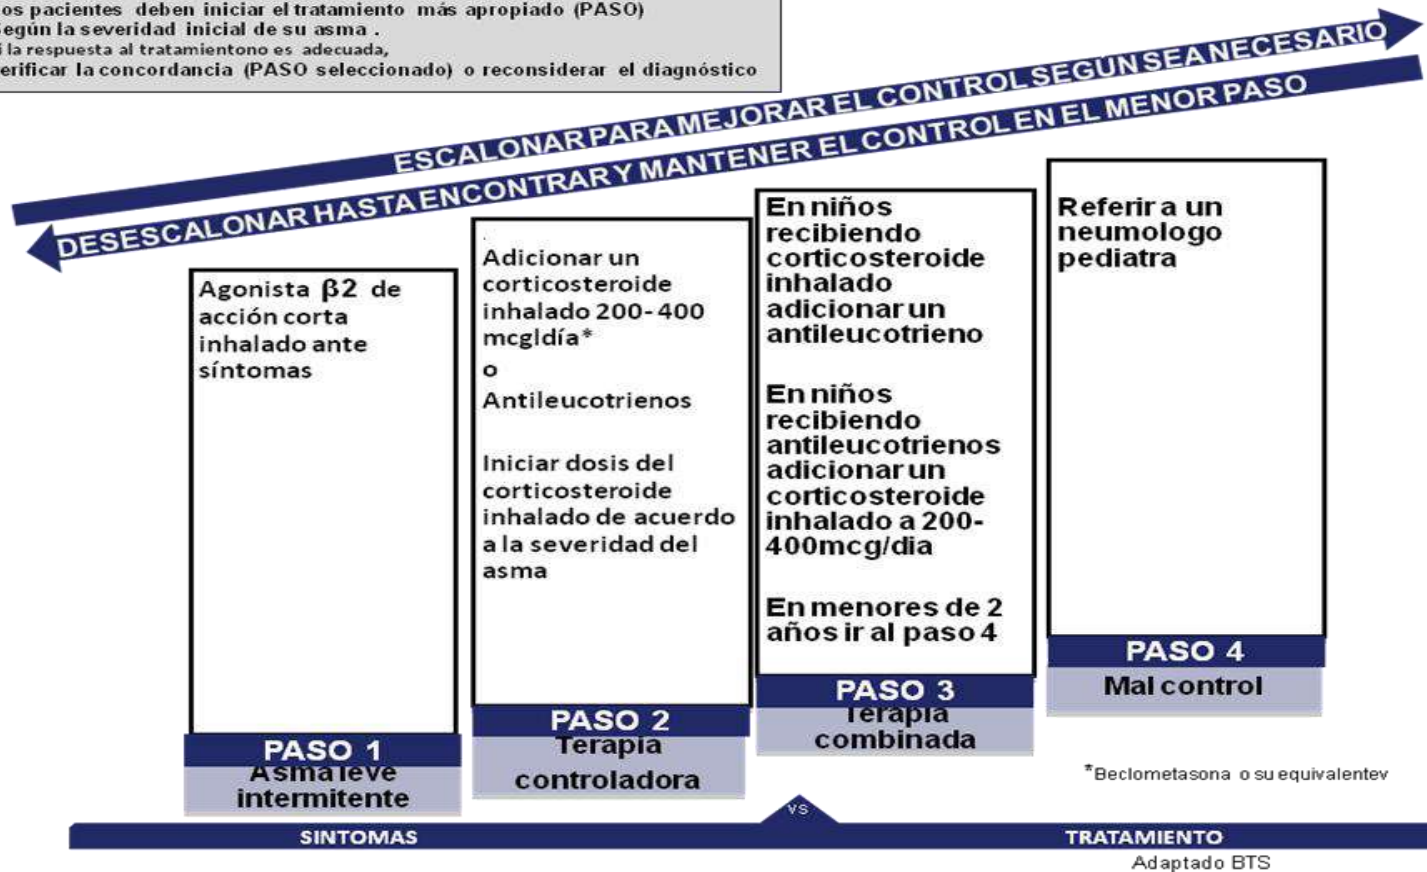 os pacientes deben iniciar el tratamiento más apropiado (PASO)
según la severidad inicial de su asma .
i la respuesta al tratamientono es adecuada,
erificar la concordancia (PASO seleccionado) o reconsiderar el diagnóstico
ESCALONAR PARA MEJORAR EL CONTROL SEGUN SEA NECESARIO
DESESCALONAR HASTA ENCONTRAR Y MANTENER EL CONTROL EN EL MENOR PASO
Agonista β2 de
acción corta
inhalado ante
síntomas
PASO 1
Asma leve
intermitente
Adicionar un
corticosteroide
inhalado 200-400
mcgldía*
o
Antileucotrienos
Iniciar dosis del
corticosteroide
inhalado de acuerdo
a la severidad del
asma
PASO 2
Terapia
controladora
En niños
recibiendo
corticosteroide
inhalado
adicionar un
antileucotrieno
En niños
recibiendo
antileucotrienos
adicionar un
corticosteroide
inhalado a 200-
400mcg/dia
En menores de 2
años ir al paso 4
PASO 3
Terapia
combinada
Referir a un
neumologo
pediatra
PASO 4
Mal control
*Beclometasona o su equivalentev
vs
SINTOMAS
TRATAMIENTO
Adaptado BTS